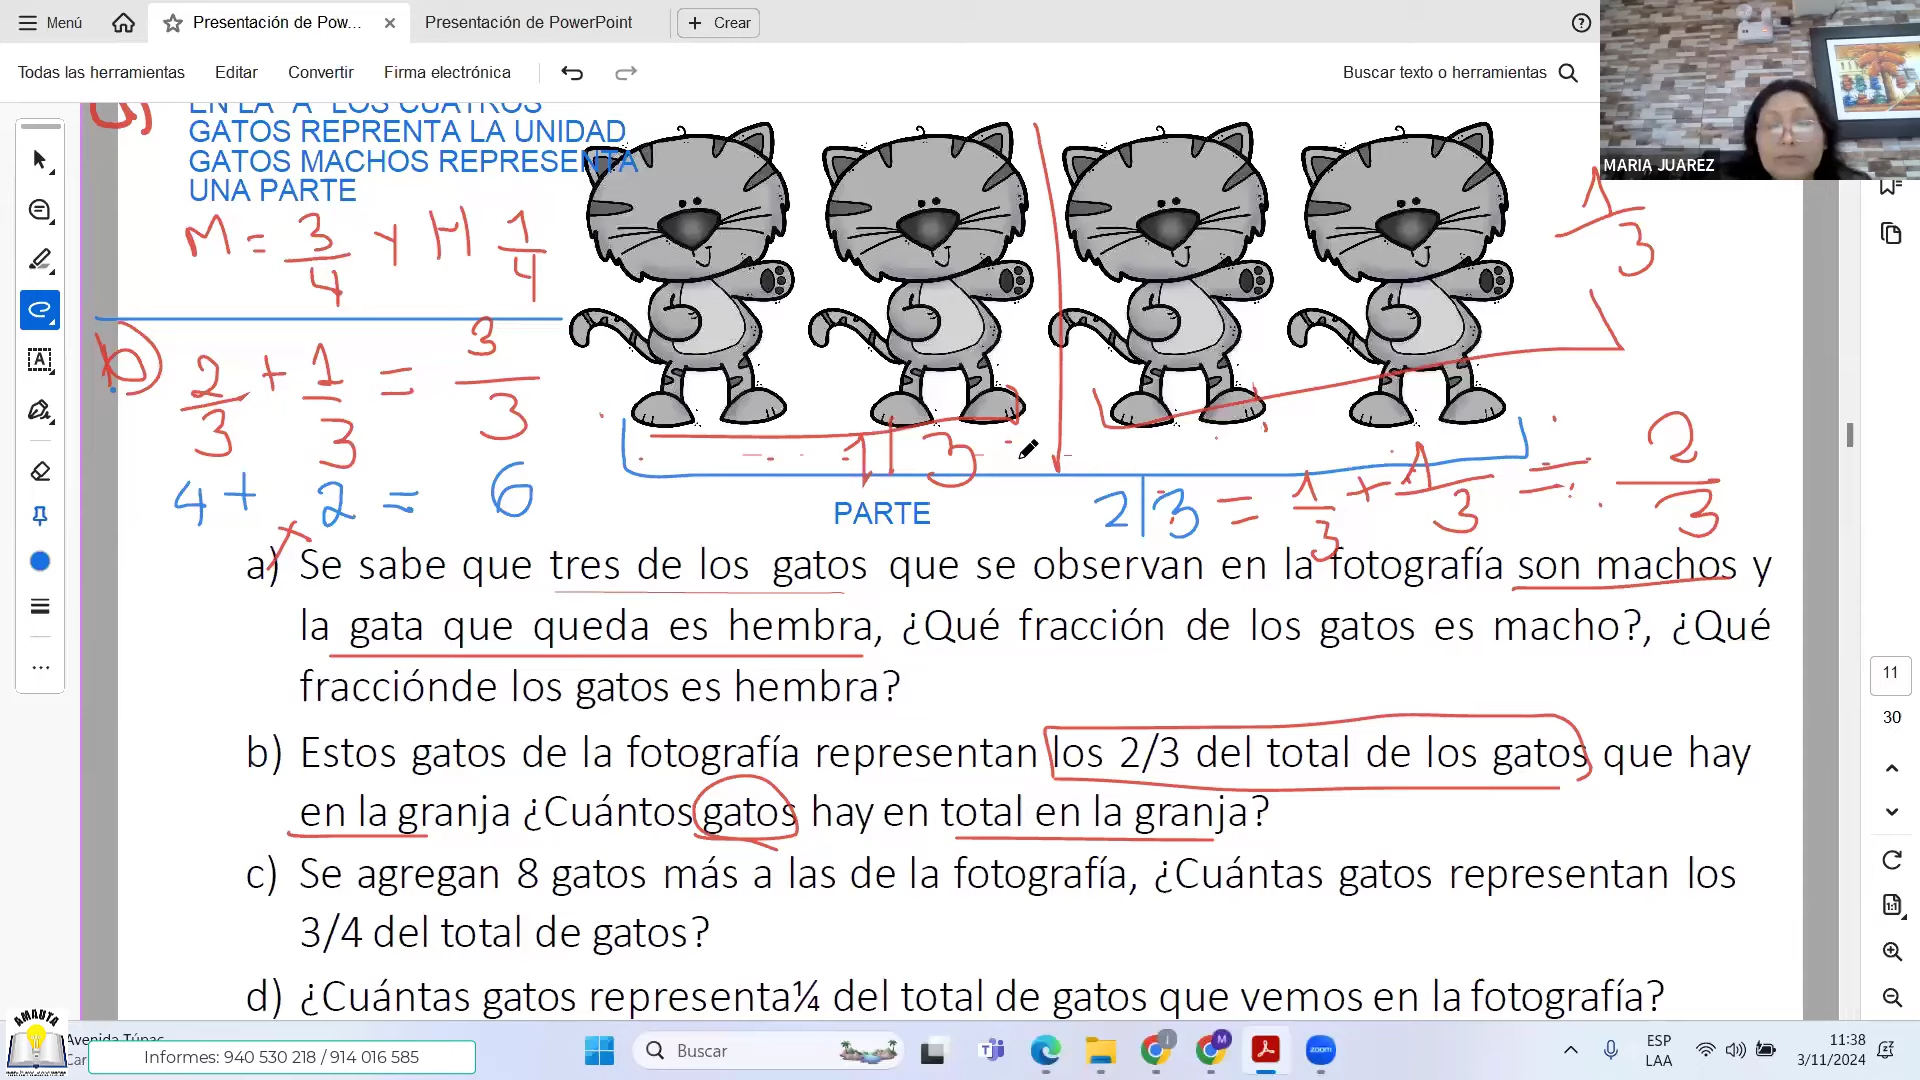 Menú
Presentación de Pow...
Presentación de PowerPoint
Crear
Todas las herramientas
Editar
Convertir
Firma electrónica
Buscar texto o herramientas
MARIA JUAREZ
a)
EN LA "A" LOS CUATROS
GATOS REPRENTA LA UNIDAD
GATOS MACHOS REPRESENTA
UNA PARTE
M = 3/4 y H 1/4
1/3
b) 2/3 + 1/3 = 3/3
4 + 2 = 6
1|3
PARTE
2|3 = 1/3 + 1/3 = 2/3
a) Se sabe que tres de los gatos que se observan en la fotografía son machos y
la gata que queda es hembra, ¿Qué fracción de los gatos es macho?, ¿Qué
fracciónde los gatos es hembra?
b) Estos gatos de la fotografía representan los 2/3 del total de los gatos que hay
en la granja ¿Cuántos gatos hay en total en la granja?
c) Se agregan 8 gatos más a las de la fotografía, ¿Cuántas gatos representan los
3/4 del total de gatos?
d) ¿Cuántas gatos representa¼ del total de gatos que vemos en la fotografía?
11
30
AMAUTA
Avenida Túpac
Informes: 940 530 218 / 914 016 585
Buscar
zoom
ESP
LAA
11:38
3/11/2024